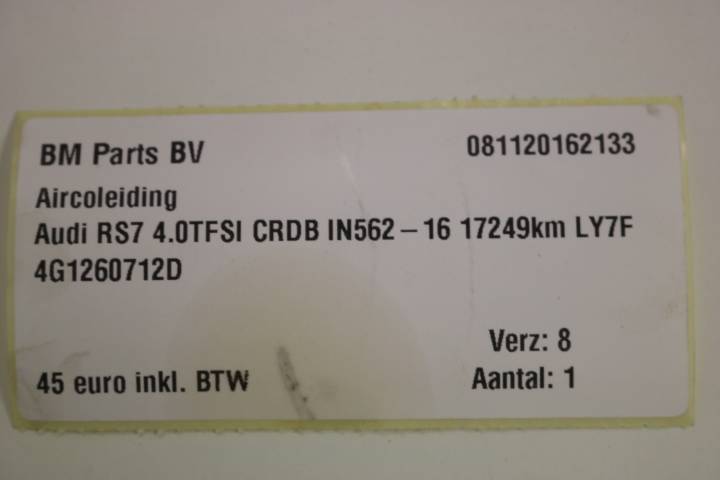 BM Parts BV 081120162133
Aircoleiding
Audi RS7 4.0TFSI CRDB IN562-16 17249km LY7F
4G1260712D
Verz: 8
45 euro inkl. BTW Aantal: 1